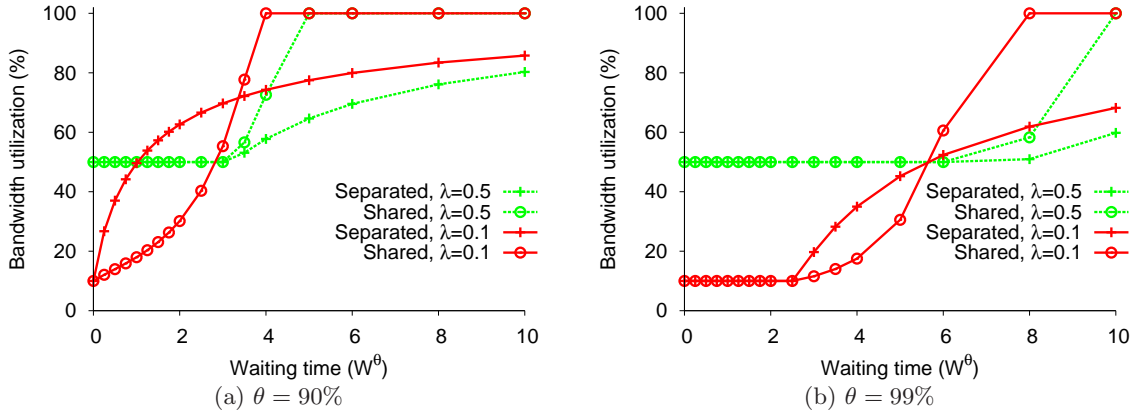 100
80
60
40
20
0
Bandwidth utilization (%)
Separated, λ=0.5
Shared, λ=0.5
Separated, λ=0.1
Shared, λ=0.1
0 2 4 6 8 10
Waiting time (W^θ)
(a) θ = 90%
100
80
60
40
20
0
Bandwidth utilization (%)
Separated, λ=0.5
Shared, λ=0.5
Separated, λ=0.1
Shared, λ=0.1
0 2 4 6 8 10
Waiting time (W^θ)
(b) θ = 99%